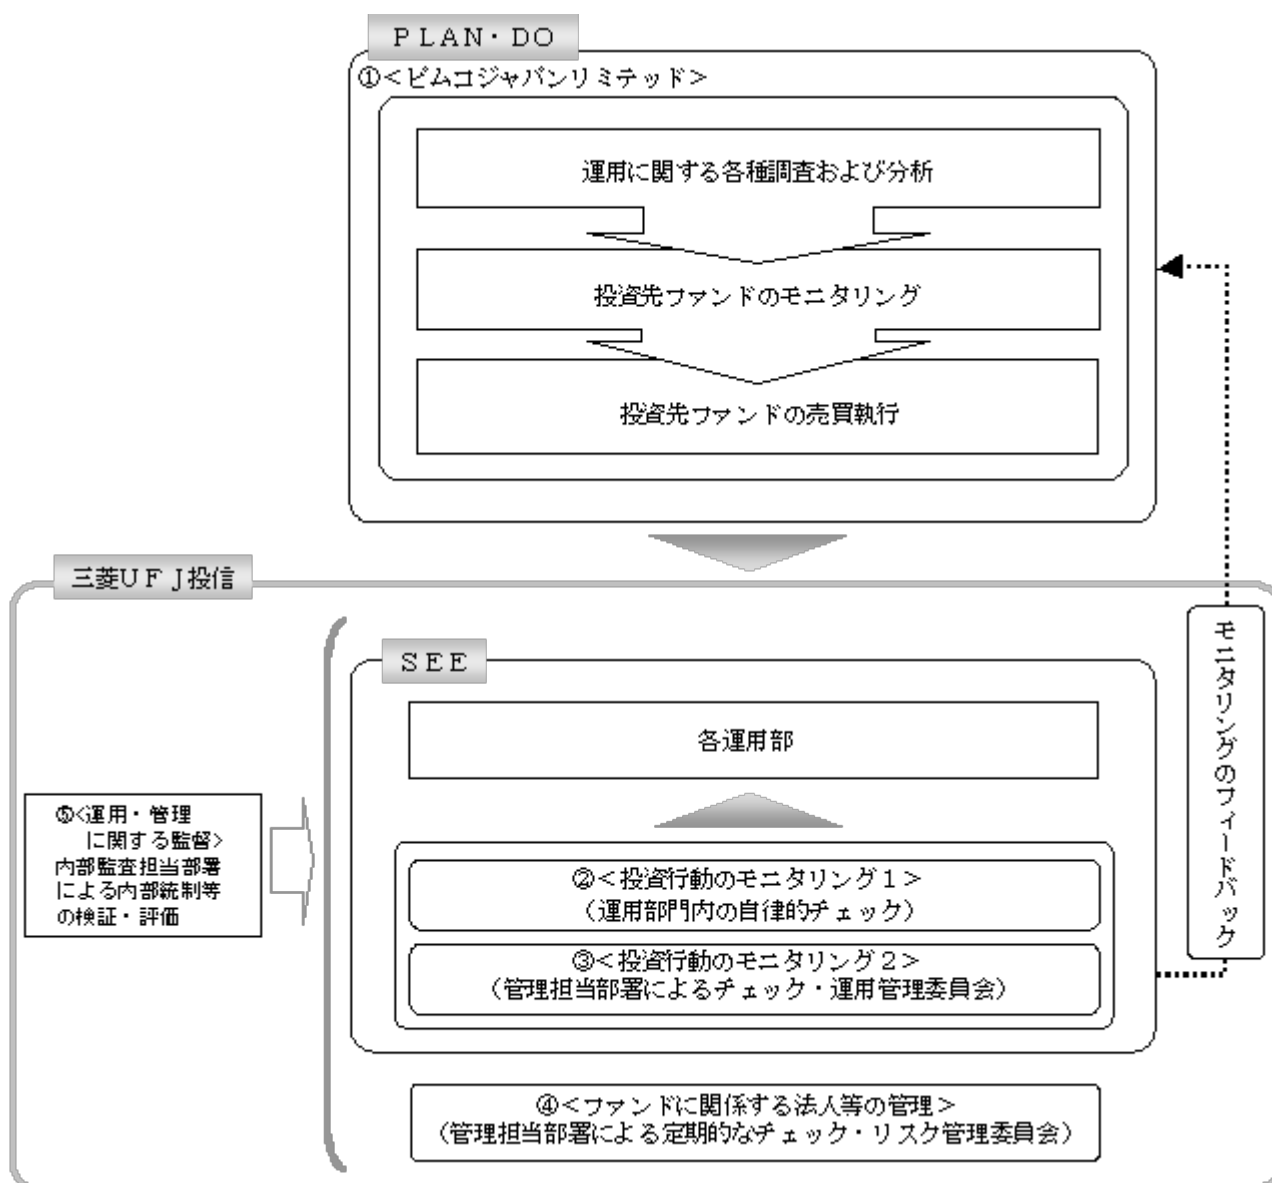 ＰＬＡＮ・ＤＯ
①＜ピムコジャパンリミテッド＞
運用に関する各種調査および分析
投資先ファンドのモニタリング
投資先ファンドの売買執行
三菱ＵＦＪ投信
ＳＥＥ
各運用部
②＜投資行動のモニタリング１＞
（運用部門内の自律的チェック）
③＜投資行動のモニタリング２＞
（管理担当部署によるチェック・運用管理委員会）
④＜ファンドに関係する法人等の管理＞
（管理担当部署による定期的なチェック・リスク管理委員会）
⑤<運用・管理
に関する監督>
内部監査担当部署
による内部統制等
の検証・評価
モニタリングのフィードバック